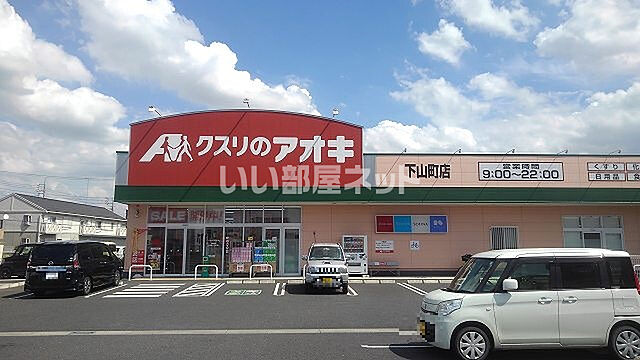 クスリのアオキ
下山町店
営業時間
9:00~22:00
くすり
日用品
いい部屋ネット
SALE